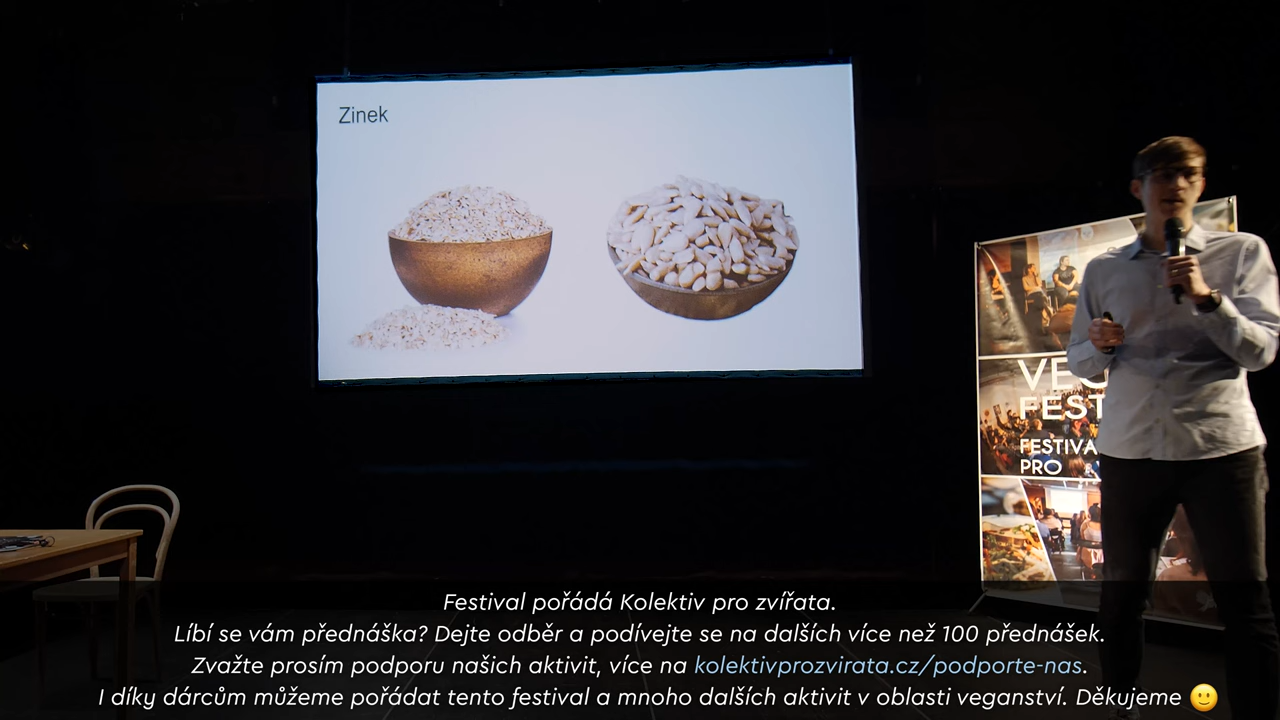 Zinek
FEST
PRO
Festival pořádá Kolektiv pro zvířata.
Líbí se vám přednáška? Dejte odběr a podívejte se na dalších více než 100 přednášek.
Zvažte prosím podporu našich aktivit, více na kolektivprozvirata.cz/podporte-nas.
I díky dárcům můžeme pořádat tento festival a mnoho dalších aktivit v oblasti veganství. Děkujeme 🙂